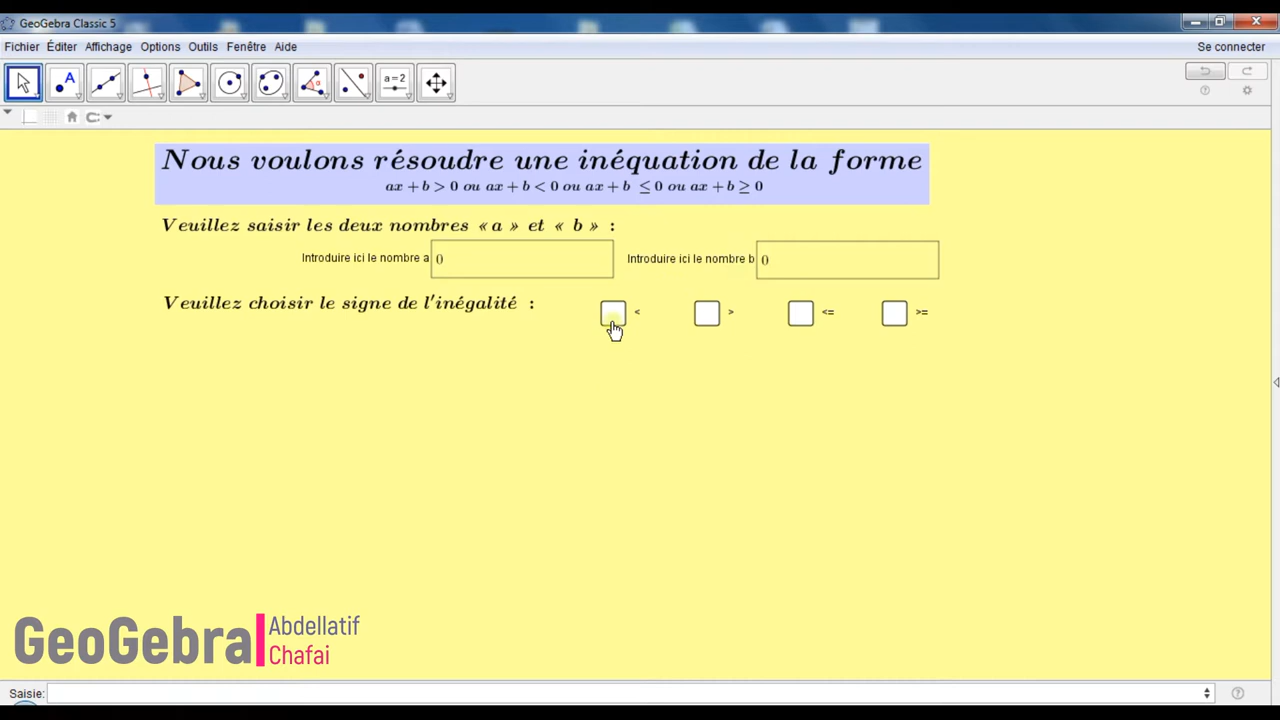 GeoGebra Classic 5
Fichier Éditer Affichage Options Outils Fenêtre Aide Se connecter
a=2
Nous voulons résoudre une inéquation de la forme
ax + b > 0 ou ax + b < 0 ou ax + b ≤ 0 ou ax + b ≥ 0
Veuillez saisir les deux nombres « a » et « b » :
Introduire ici le nombre a 0 Introduire ici le nombre b 0
Veuillez choisir le signe de l'inégalité : < > <= >=
GeoGebra Abdellatif
Chafai
Saisie: